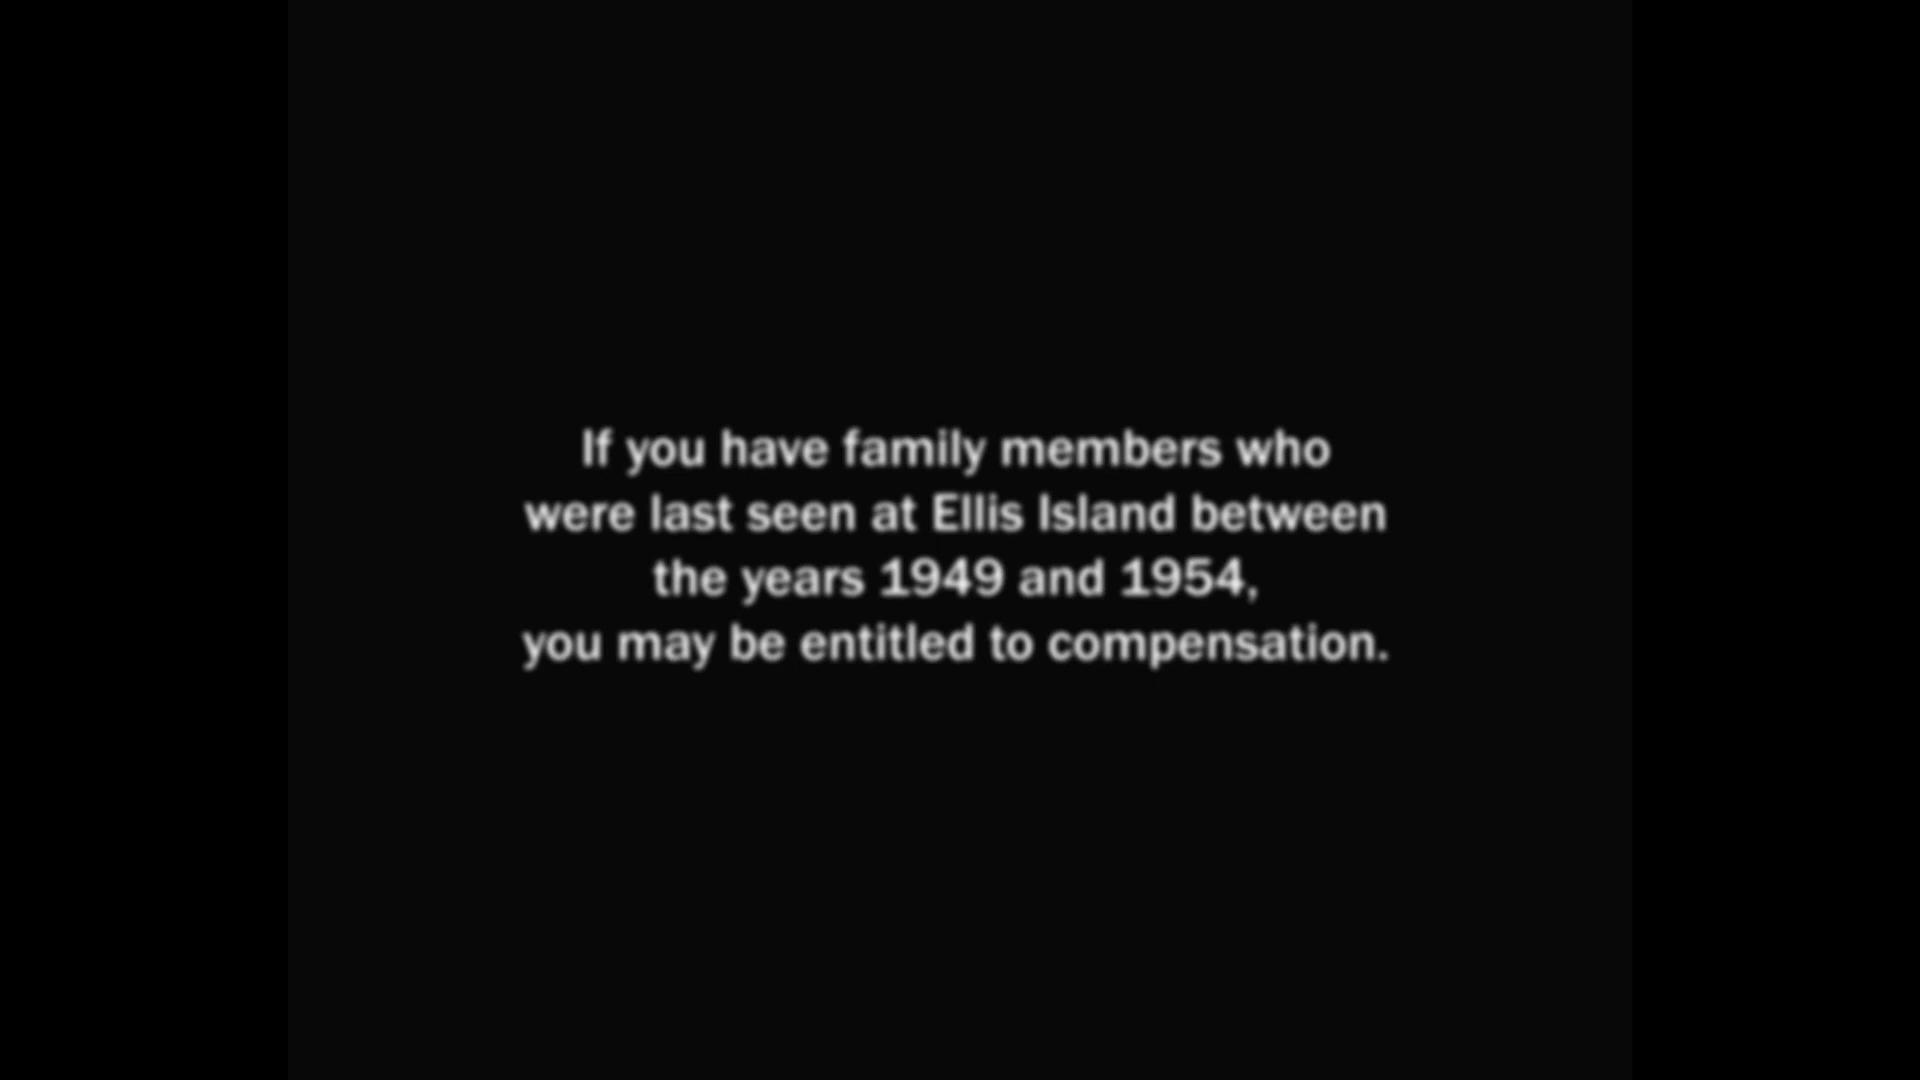 If you have family members who
were last seen at Ellis Island between
the years 1949 and 1954,
you may be entitled to compensation.